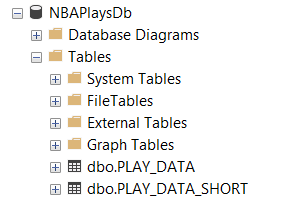 NBAPlaysDb
Database Diagrams
Tables
System Tables
FileTables
External Tables
Graph Tables
dbo.PLAY_DATA
dbo.PLAY_DATA_SHORT